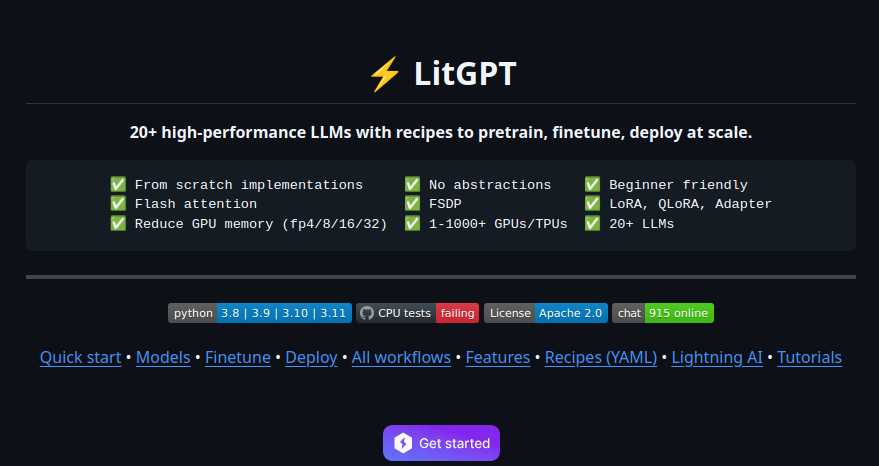 ⚡ LitGPT
20+ high-performance LLMs with recipes to pretrain, finetune, deploy at scale.
✅ From scratch implementations ✅ No abstractions ✅ Beginner friendly
✅ Flash attention ✅ FSDP ✅ LoRA, QLoRA, Adapter
✅ Reduce GPU memory (fp4/8/16/32) ✅ 1-1000+ GPUs/TPUs ✅ 20+ LLMs
python 3.8 | 3.9 | 3.10 | 3.11 CPU tests failing License Apache 2.0 chat 915 online
Quick start • Models • Finetune • Deploy • All workflows • Features • Recipes (YAML) • Lightning AI • Tutorials
Get started